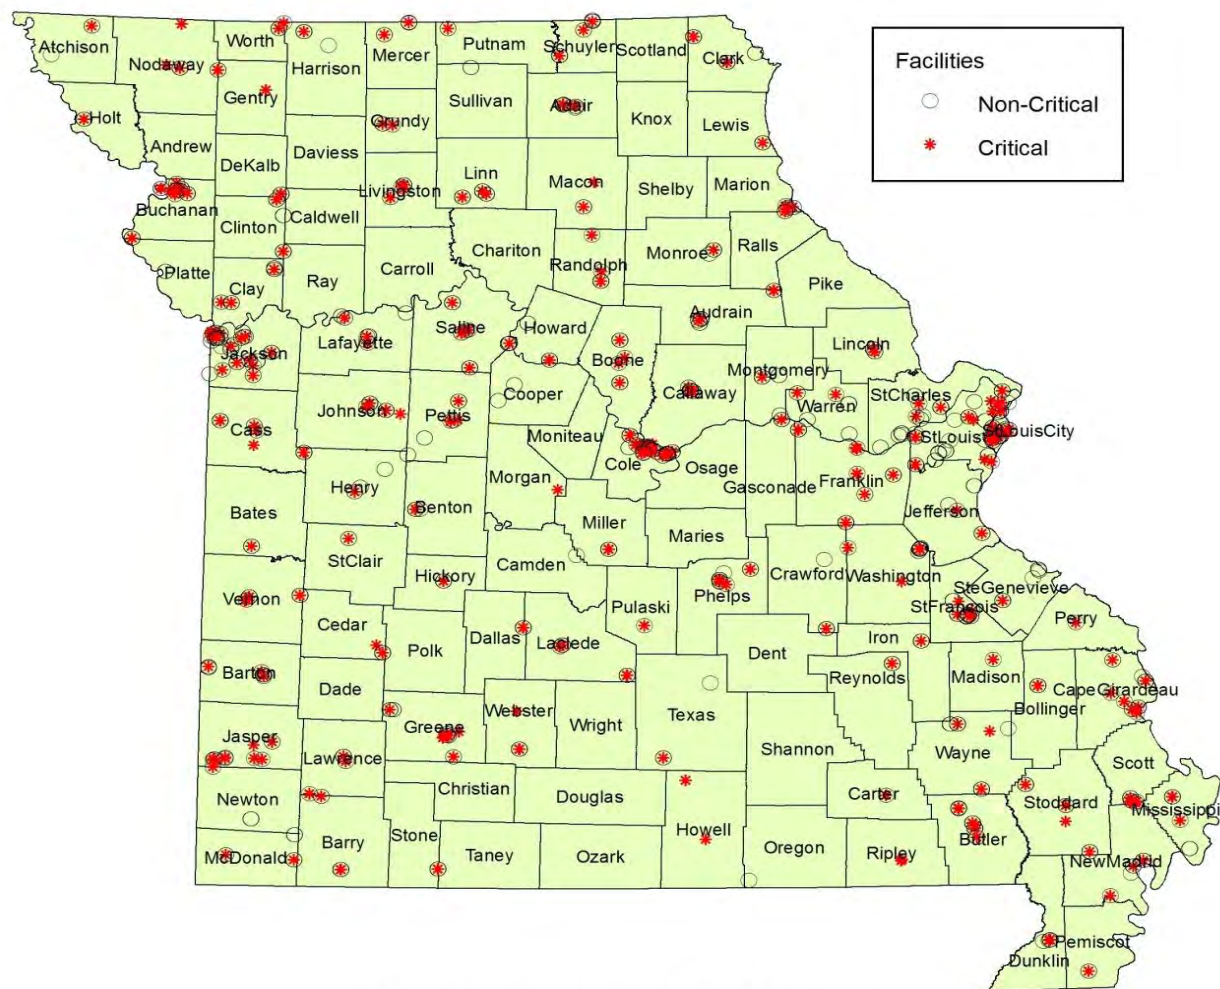 Facilities
Non-Critical
Critical
Atchison
Nodaway
Worth
Harrison
Mercer
Putnam
Schuyler
Scotland
Clark
Holt
Gentry
Grundy
Sullivan
Adair
Knox
Lewis
Andrew
DeKalb
Daviess
Livingston
Linn
Macon
Shelby
Marion
Buchanan
Clinton
Caldwell
Chariton
Monroe
Ralls
Platte
Clay
Ray
Carroll
Randolph
Pike
Audrain
Jackson
Lafayette
Saline
Howard
Boone
Lincoln
Montgomery
Callaway
Warren
StCharles
Cass
Johnson
Pettis
Cooper
Moniteau
StLouis
StLouisCity
Cole
Osage
Gasconade
Franklin
Jefferson
Bates
Henry
Benton
Morgan
Miller
Maries
StClair
Camden
Hickory
Phelps
Crawford
Washington
SteGenevieve
StFrancois
Perry
Vernon
Cedar
Polk
Dallas
Laclede
Pulaski
Dent
Iron
Reynolds
Madison
Bollinger
CapeGirardeau
Barton
Dade
Greene
Webster
Wright
Texas
Shannon
Wayne
Scott
Jasper
Lawrence
Christian
Douglas
Carter
Stoddard
Mississippi
Newton
McDonald
Barry
Stone
Taney
Ozark
Howell
Oregon
Ripley
Butler
NewMadrid
Pemiscot
Dunklin